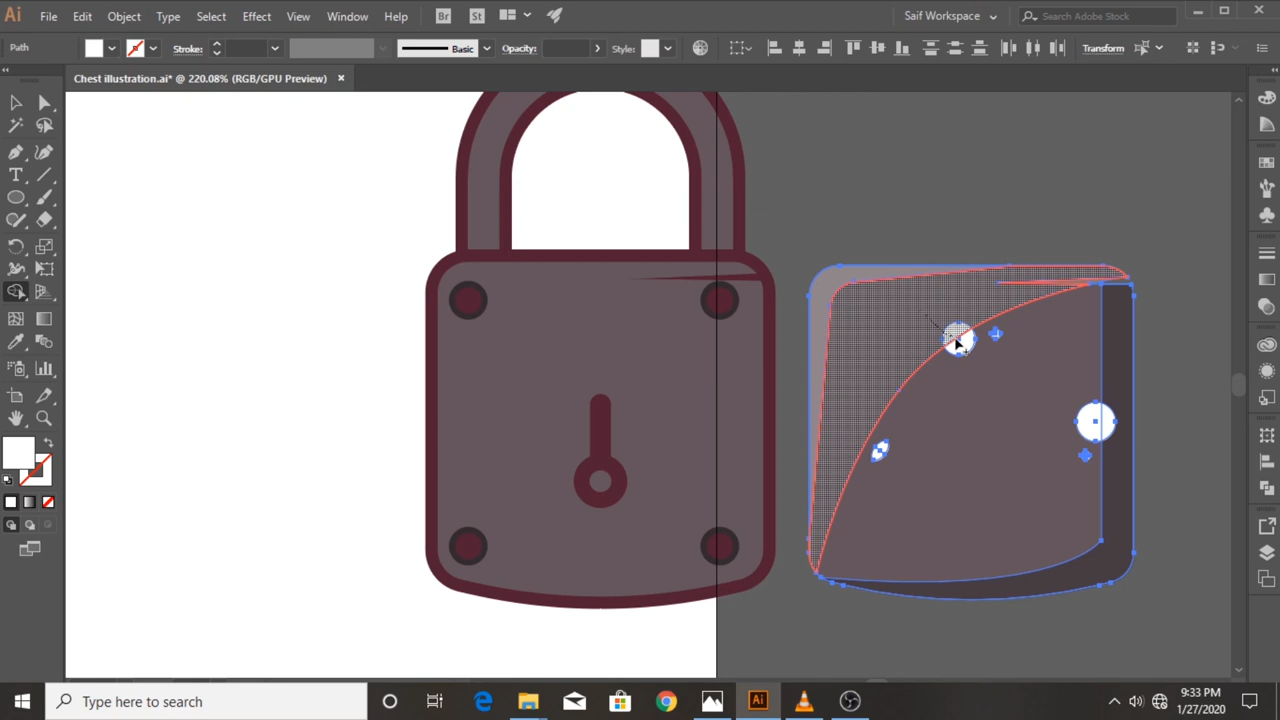 Ai File Edit Object Type Select Effect View Window Help Br St Saif Workspace Search Adobe Stock
Path Stroke: Basic Opacity: Style: Transform
Chest illustration.ai* @ 220.08% (RGB/GPU Preview) ×
T
Type here to search
Ai
9:33 PM
1/27/2020